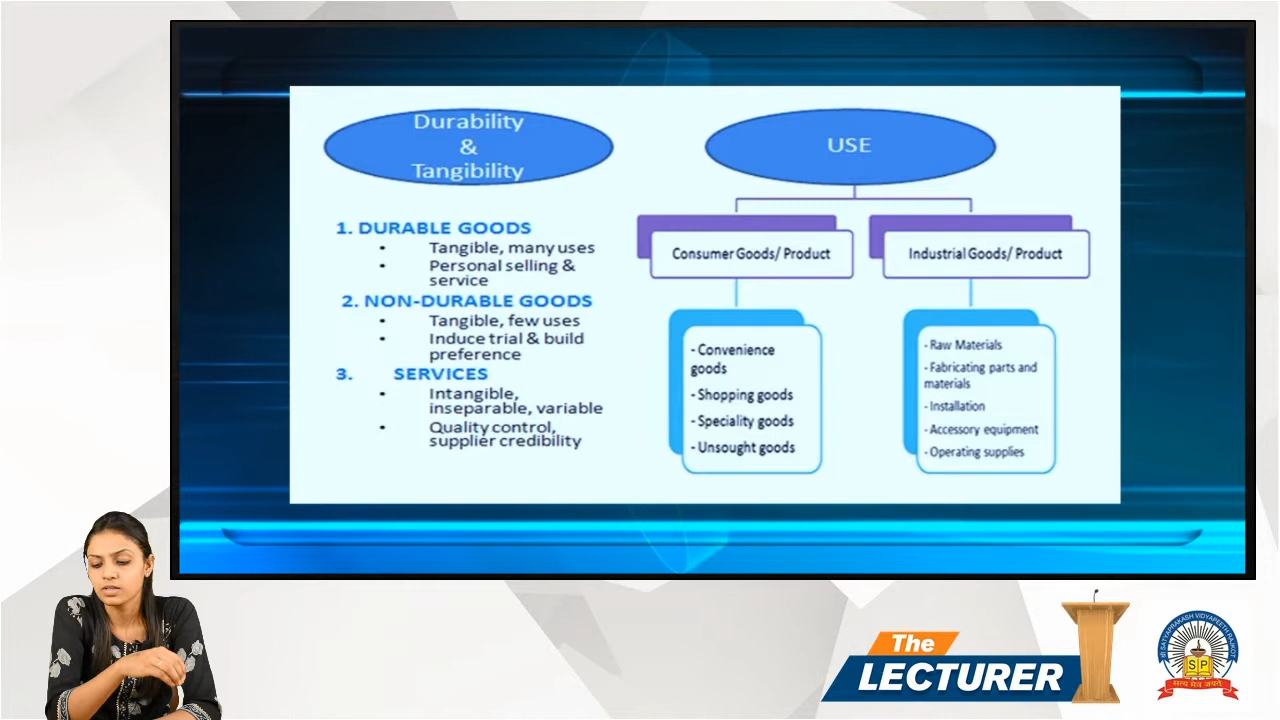 Durability
&
Tangibility
1. DURABLE GOODS
• Tangible, many uses
• Personal selling &
service
2. NON-DURABLE GOODS
• Tangible, few uses
• Induce trial & build
preference
3. SERVICES
• Intangible,
inseparable, variable
• Quality control,
supplier credibility
USE
Consumer Goods/ Product
- Convenience
goods
- Shopping goods
- Speciality goods
- Unsought goods
Industrial Goods/ Product
- Raw Materials
- Fabricating parts and
materials
- Installation
- Accessory equipment
- Operating supplies
The
LECTURER
SP
सत्य मेव जयते